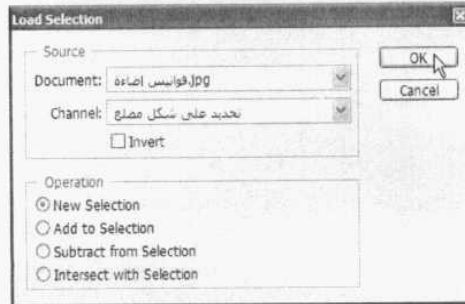 Load Selection
Source
Document: فوانيس اضاءة.jpg
Channel: تحديد على شكل مضلع
Invert
Operation
New Selection
Add to Selection
Subtract from Selection
Intersect with Selection
OK
Cancel